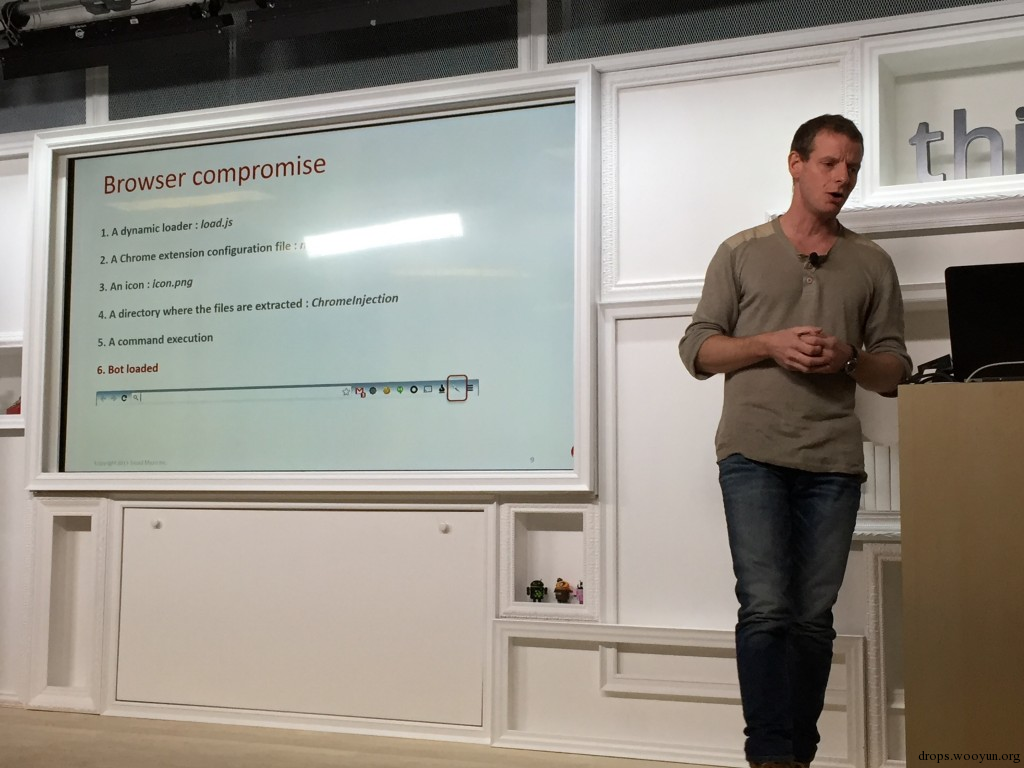 Browser compromise
1. A dynamic loader : load.js
2. A Chrome extension configuration file :
3. An icon : icon.png
4. A directory where the files are extracted : ChromeInjection
5. A command execution
6. Bot loaded
thi
drops.wooyun.org